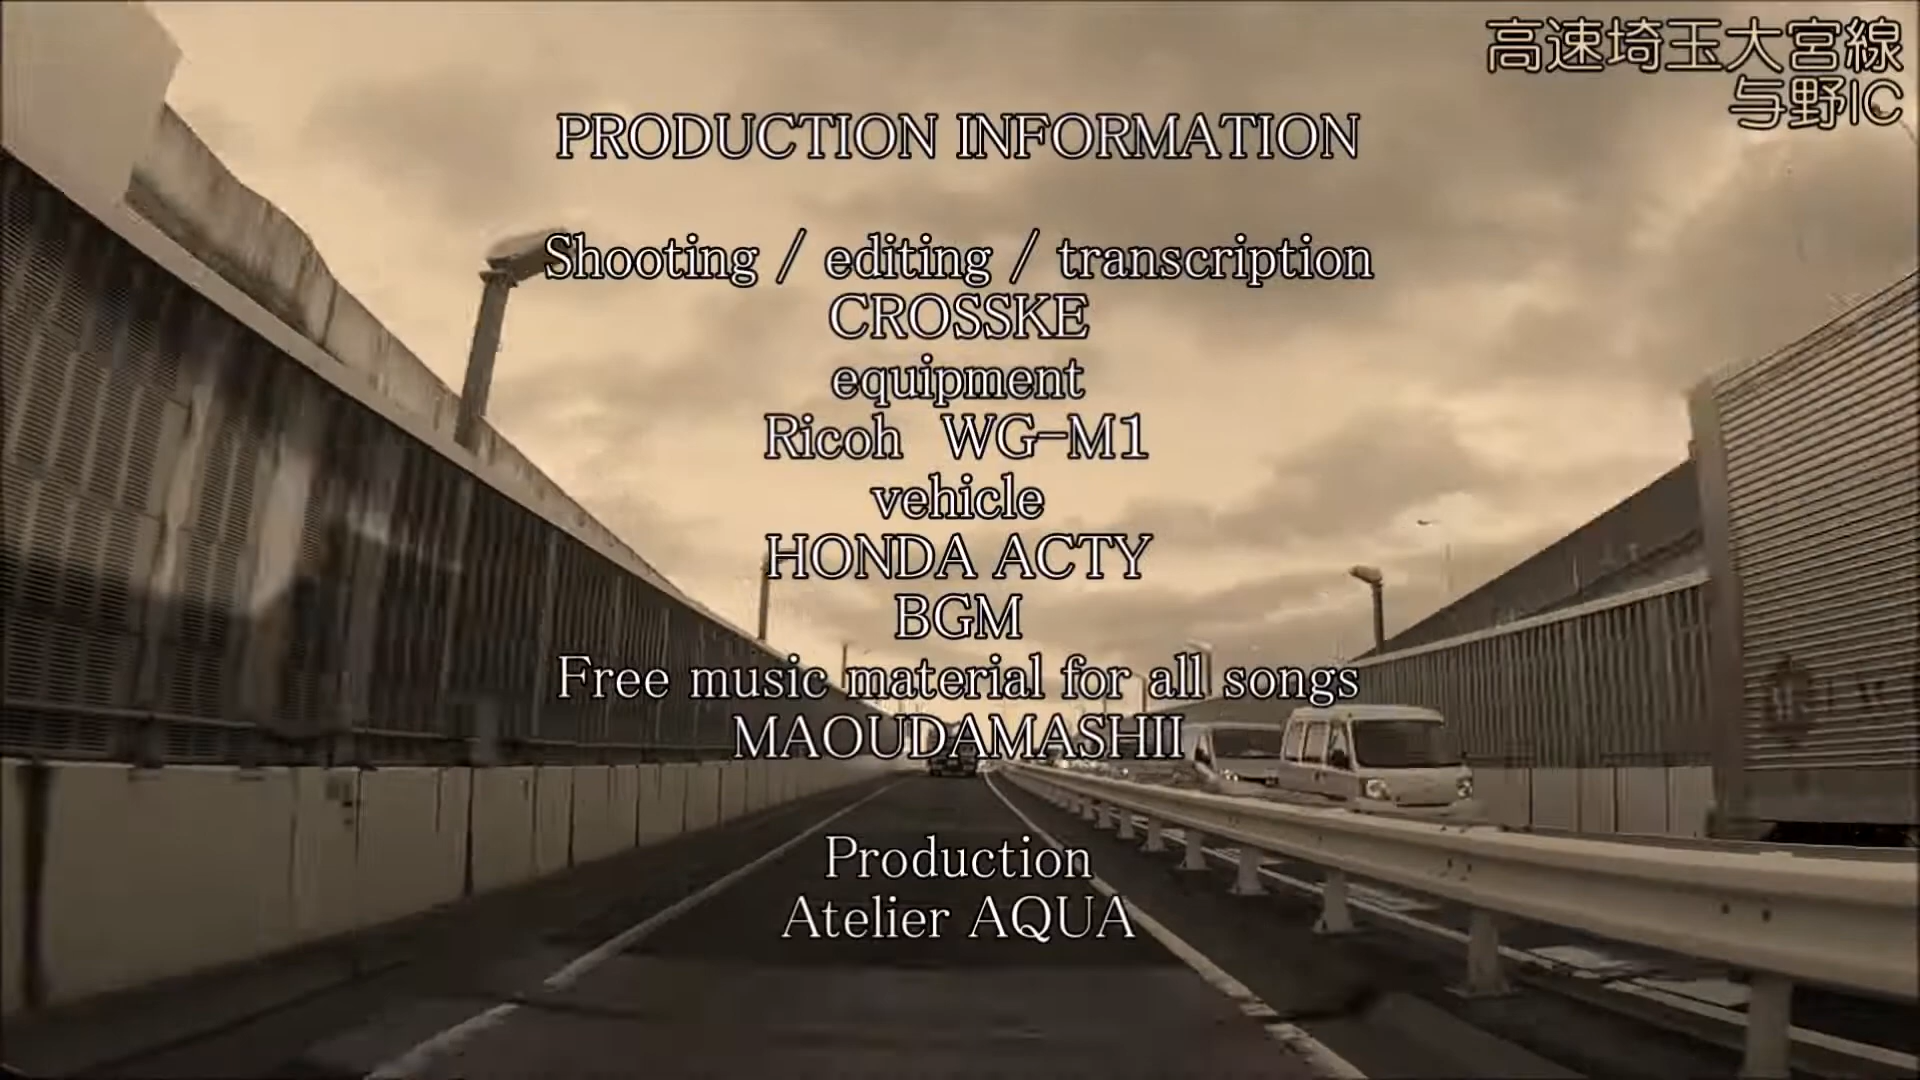 高速埼玉大宮線
与野IC
PRODUCTION INFORMATION
Shooting / editing / transcription
CROSSKE
equipment
Ricoh WG-M1
vehicle
HONDA ACTY
BGM
Free music material for all songs
MAOUDAMASHII
Production
Atelier AQUA